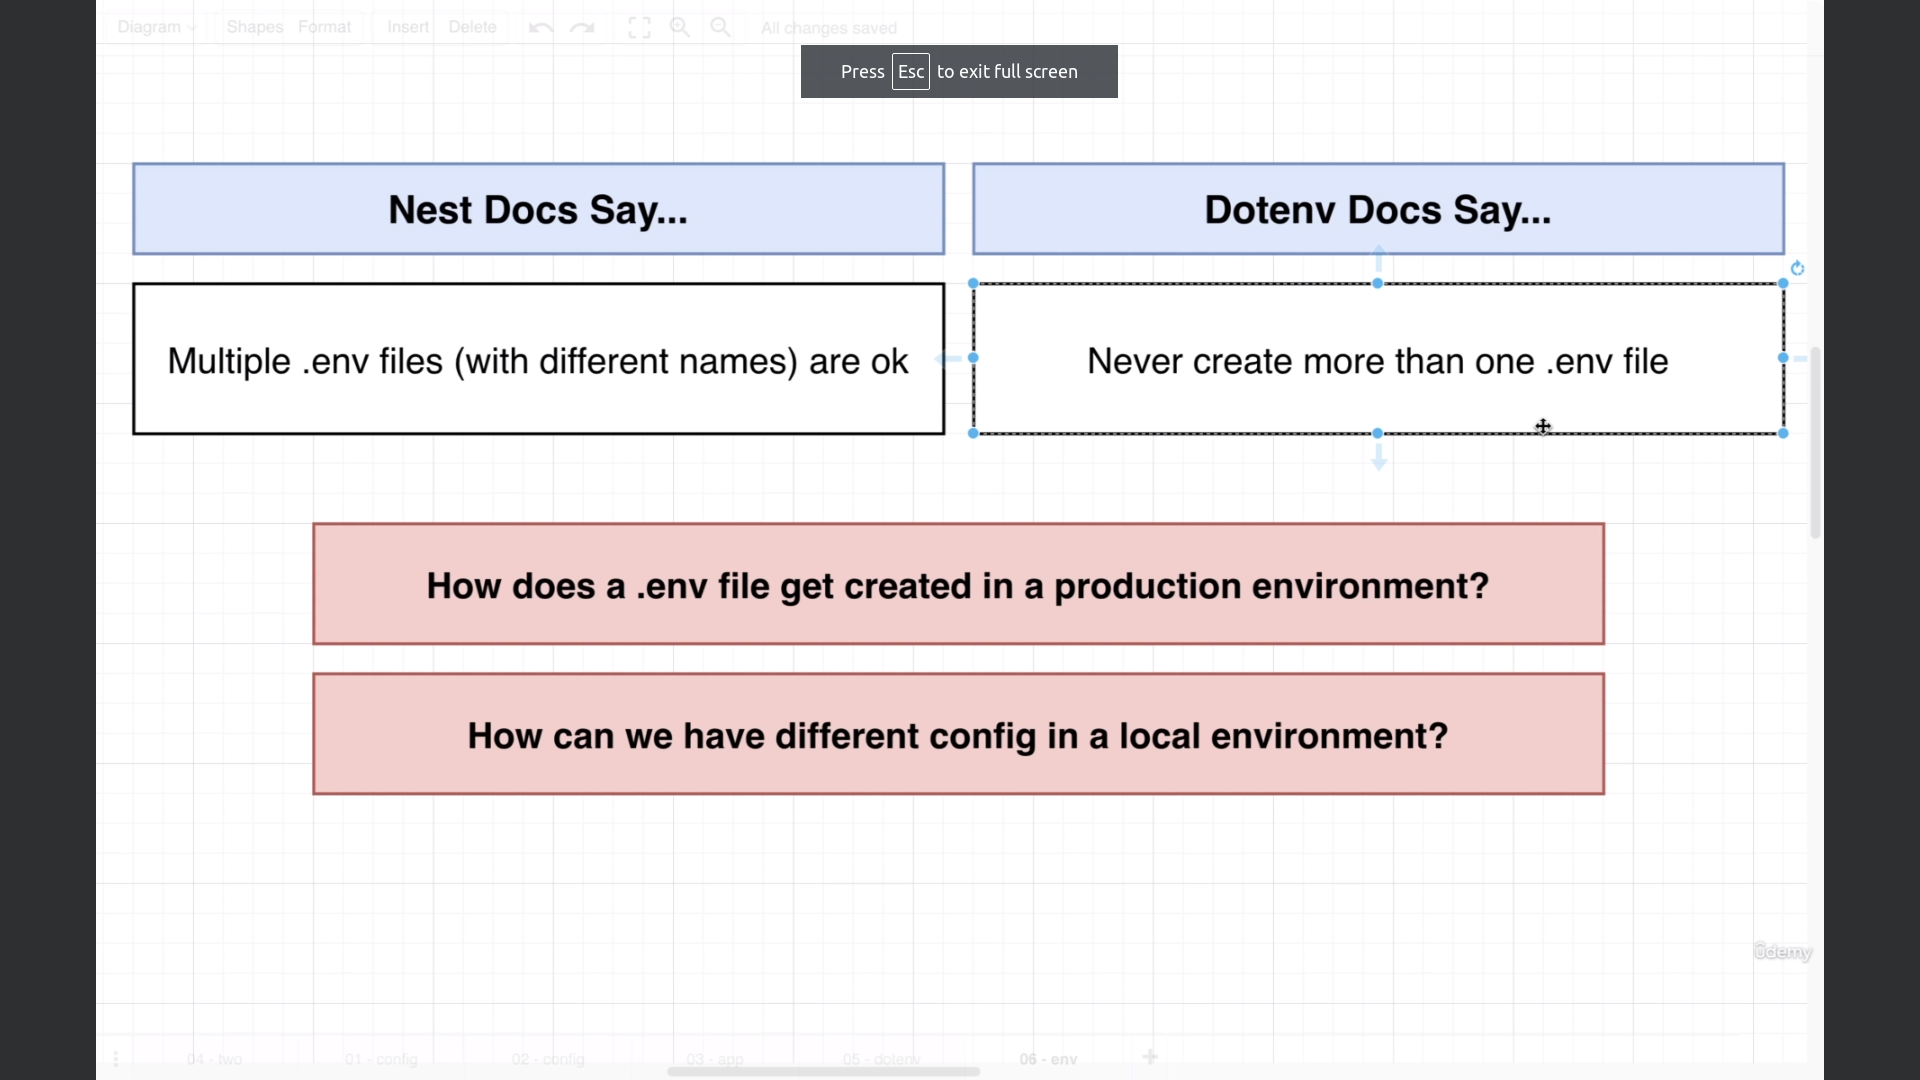 Diagram Shapes Format Insert Delete All changes saved
Press Esc to exit full screen
Nest Docs Say...
Dotenv Docs Say...
Multiple .env files (with different names) are ok
Never create more than one .env file
How does a .env file get created in a production environment?
How can we have different config in a local environment?
ûdemy
04 - two 01 - config 02 - config 03 - app 05 - dotenv 06 - env